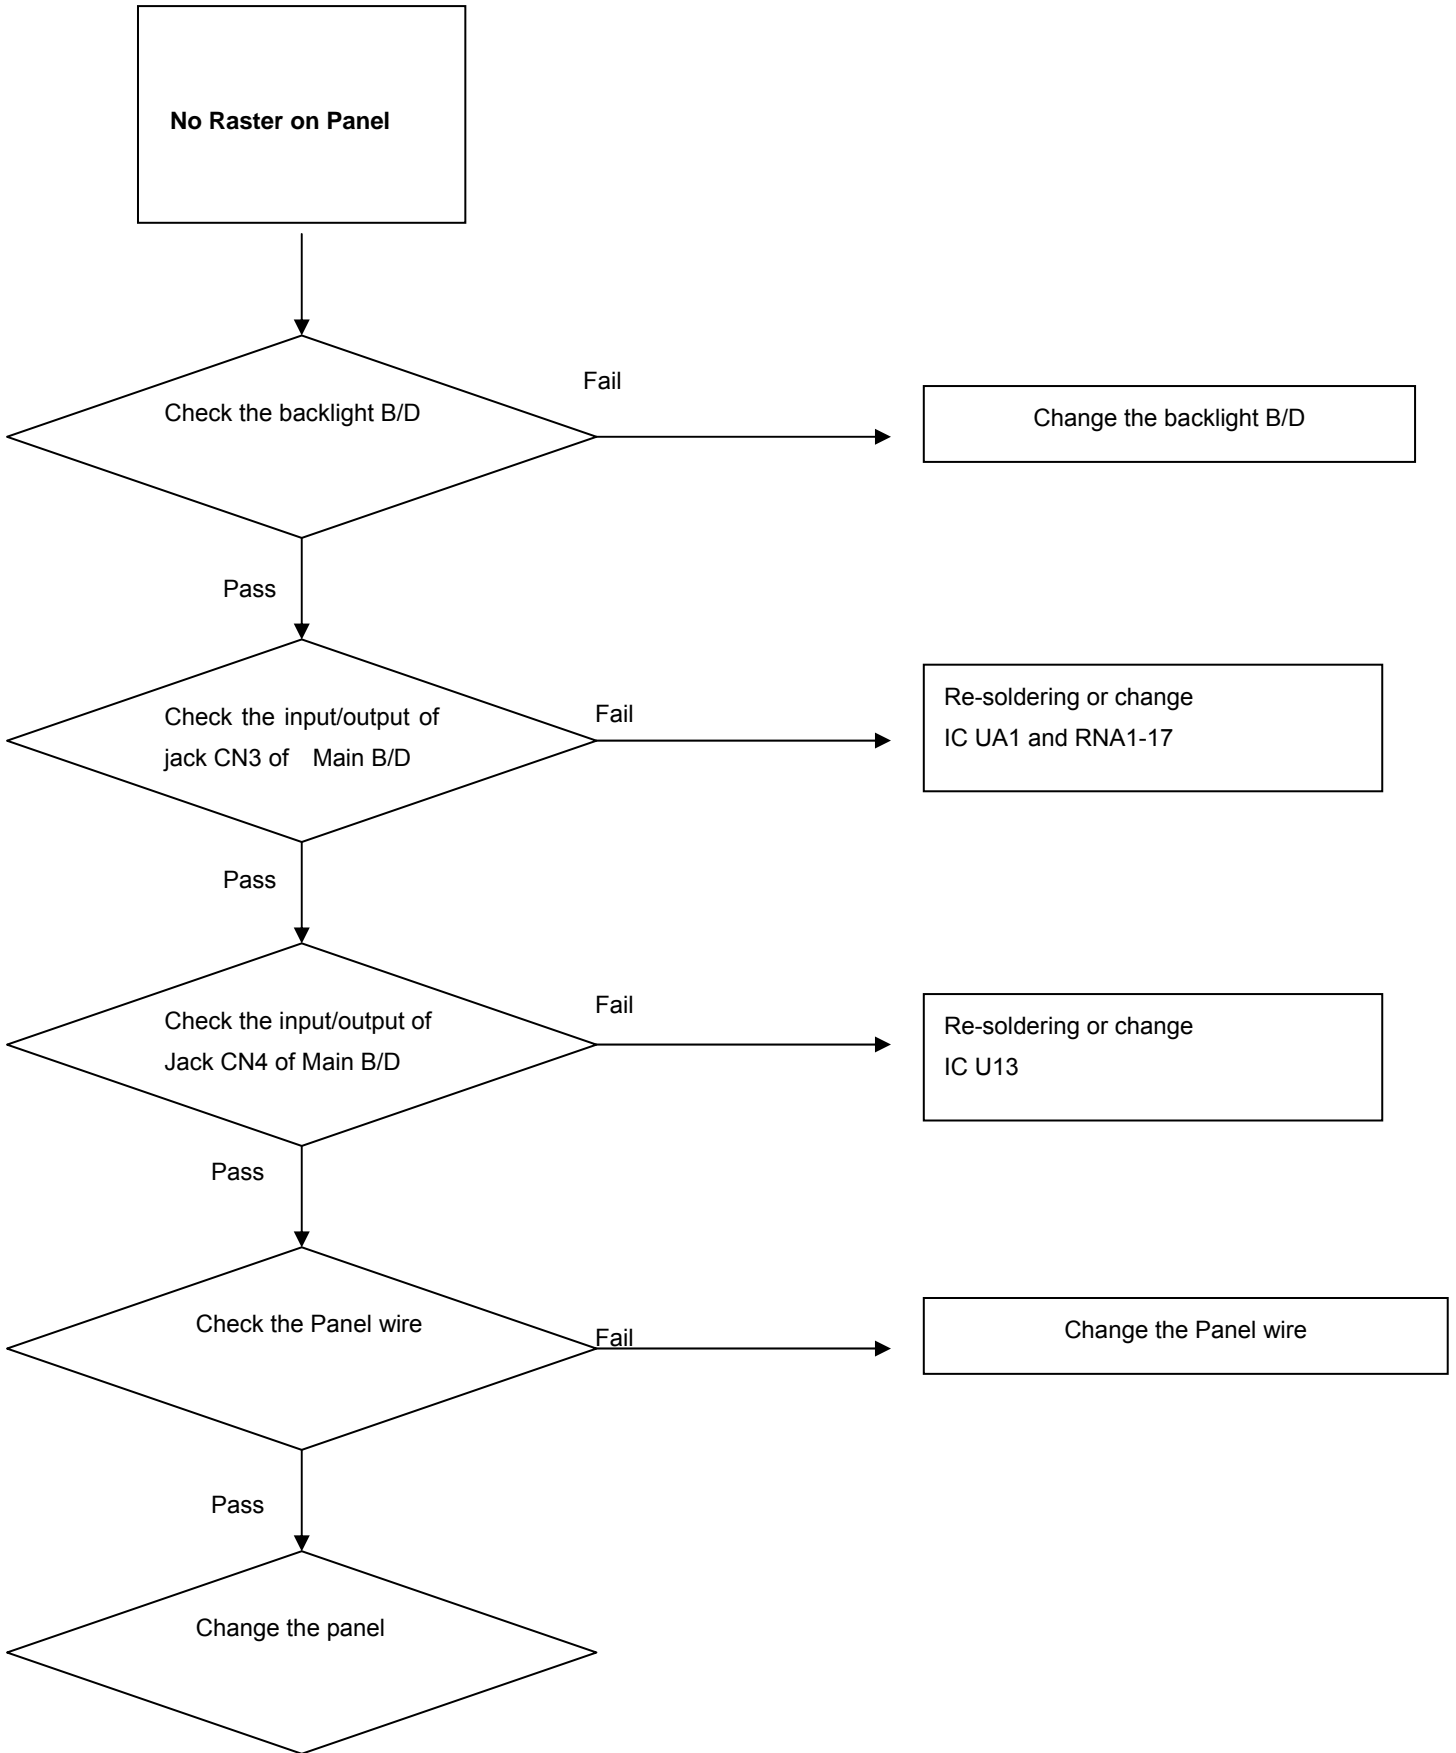 No Raster on Panel
Fail
Check the backlight B/D
Change the backlight B/D
Pass
Check the input/output of
jack CN3 of Main B/D
Fail
Re-soldering or change
IC UA1 and RNA1-17
Pass
Check the input/output of
Jack CN4 of Main B/D
Fail
Re-soldering or change
IC U13
Pass
Check the Panel wire
Fail
Change the Panel wire
Pass
Change the panel